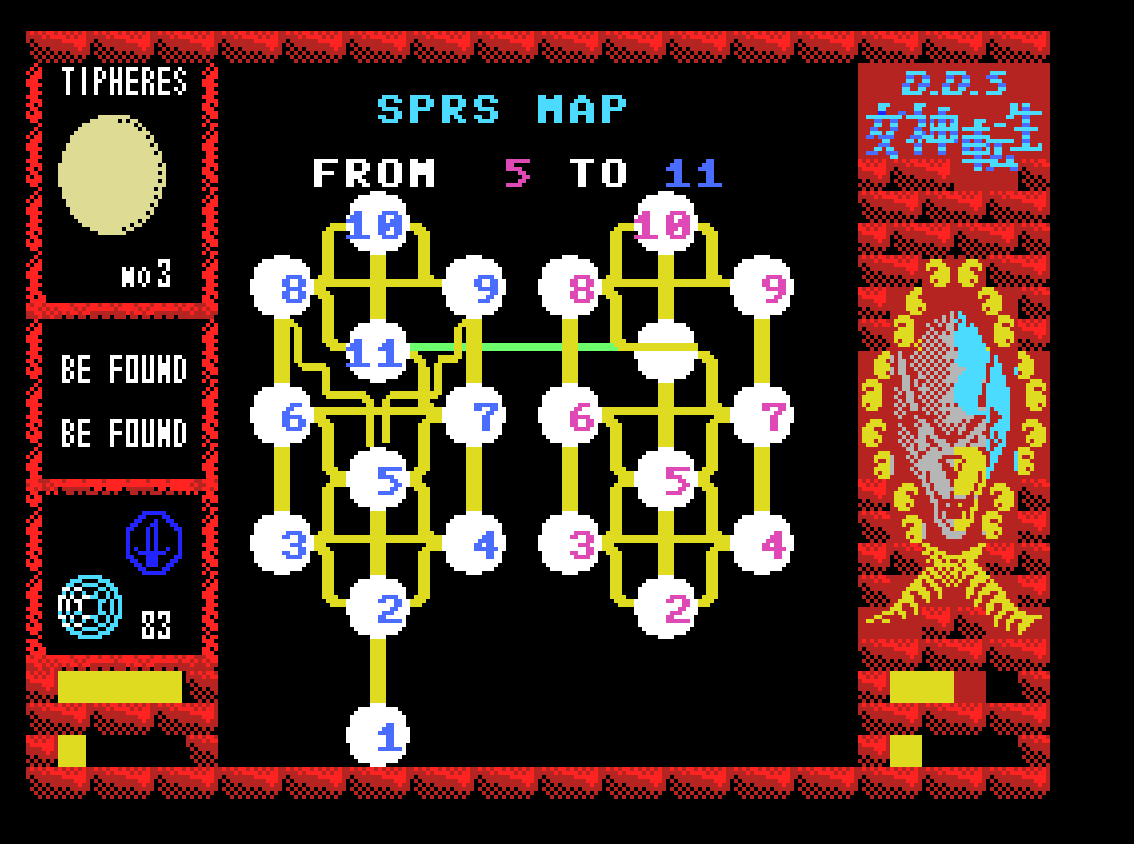 TIPHERES
No3
BE FOUND
BE FOUND
83
SPRS MAP
FROM 5 TO 11
10 10
8 9 8 9
11
6 7 6 7
5 5
3 4 3 4
2 2
1
D.D.S
女神転生